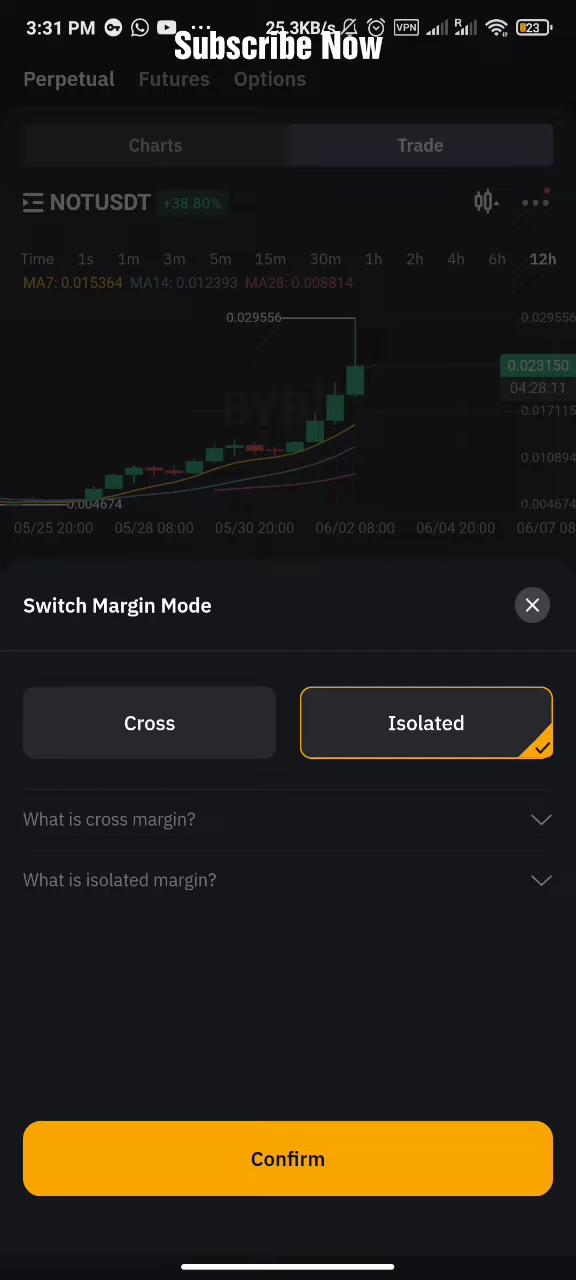 3:31 PM ... 25.3KB/s VPN R 23
Subscribe Now
Perpetual Futures Options
Charts Trade
NOTUSDT +38.80%
Time 1s 1m 3m 5m 15m 30m 1h 2h 4h 6h 12h
MA7: 0.015364 MA14: 0.012393 MA28: 0.008814
0.029556 0.029556
0.023150
04:28:11
BYB
0.017115
0.010894
0.004674 0.004674
05/25 20:00 05/28 08:00 05/30 20:00 06/02 08:00 06/04 20:00 06/07 08
Switch Margin Mode
Cross Isolated
What is cross margin?
What is isolated margin?
Confirm